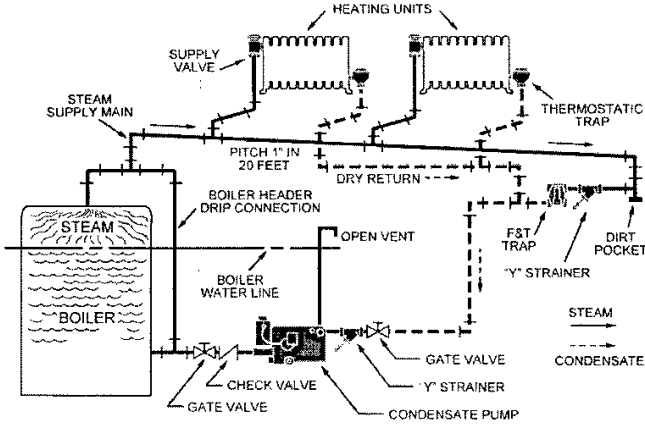 HEATING UNITS
SUPPLY
VALVE
STEAM
SUPPLY MAIN
THERMOSTATIC
TRAP
PITCH 1" IN
20 FEET
DRY RETURN
BOILER HEADER
DRIP CONNECTION
STEAM
OPEN VENT
F&T
TRAP
DIRT
POCKET
"Y" STRAINER
BOILER
WATER LINE
BOILER
STEAM
CONDENSATE
GATE VALVE
CHECK VALVE
"Y" STRAINER
GATE VALVE
CONDENSATE PUMP